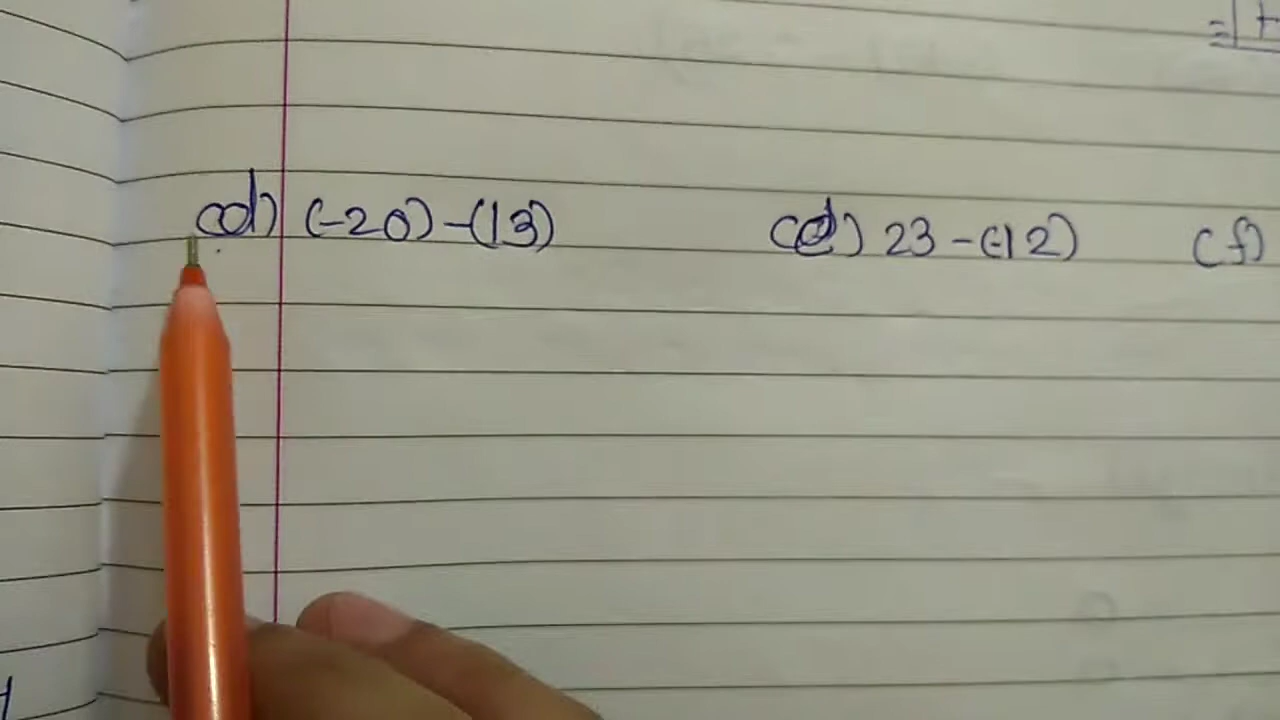 (d) (-20) - (13)
(e) 23 - (-12)
(f)